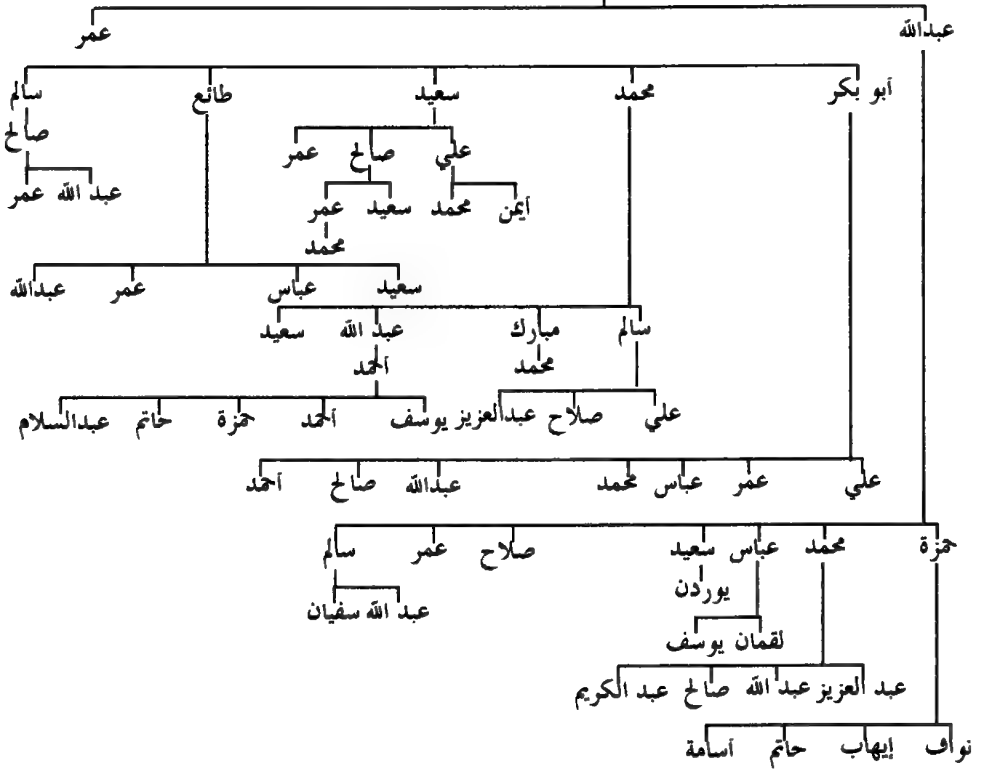 عبدالله عمر
أبو بكر محمد سعيد طائع سالم
صالح
علي صالح عمر
عبد الله عمر
أيمن محمد سعيد عمر
محمد
سعيد عباس عمر عبدالله
سالم مبارك عبد الله سعيد
محمد أحمد
علي صلاح عبدالعزيز يوسف أحمد حمزة حاتم عبدالسلام
علي عمر عباس محمد عبدالله صالح أحمد
حمزة محمد عباس سعيد صلاح عمر سالم
يوردن
عبد الله سفيان
لقمان يوسف
عبد العزيز عبد الله صالح عبد الكريم
نواف إيهاب حاتم أسامة